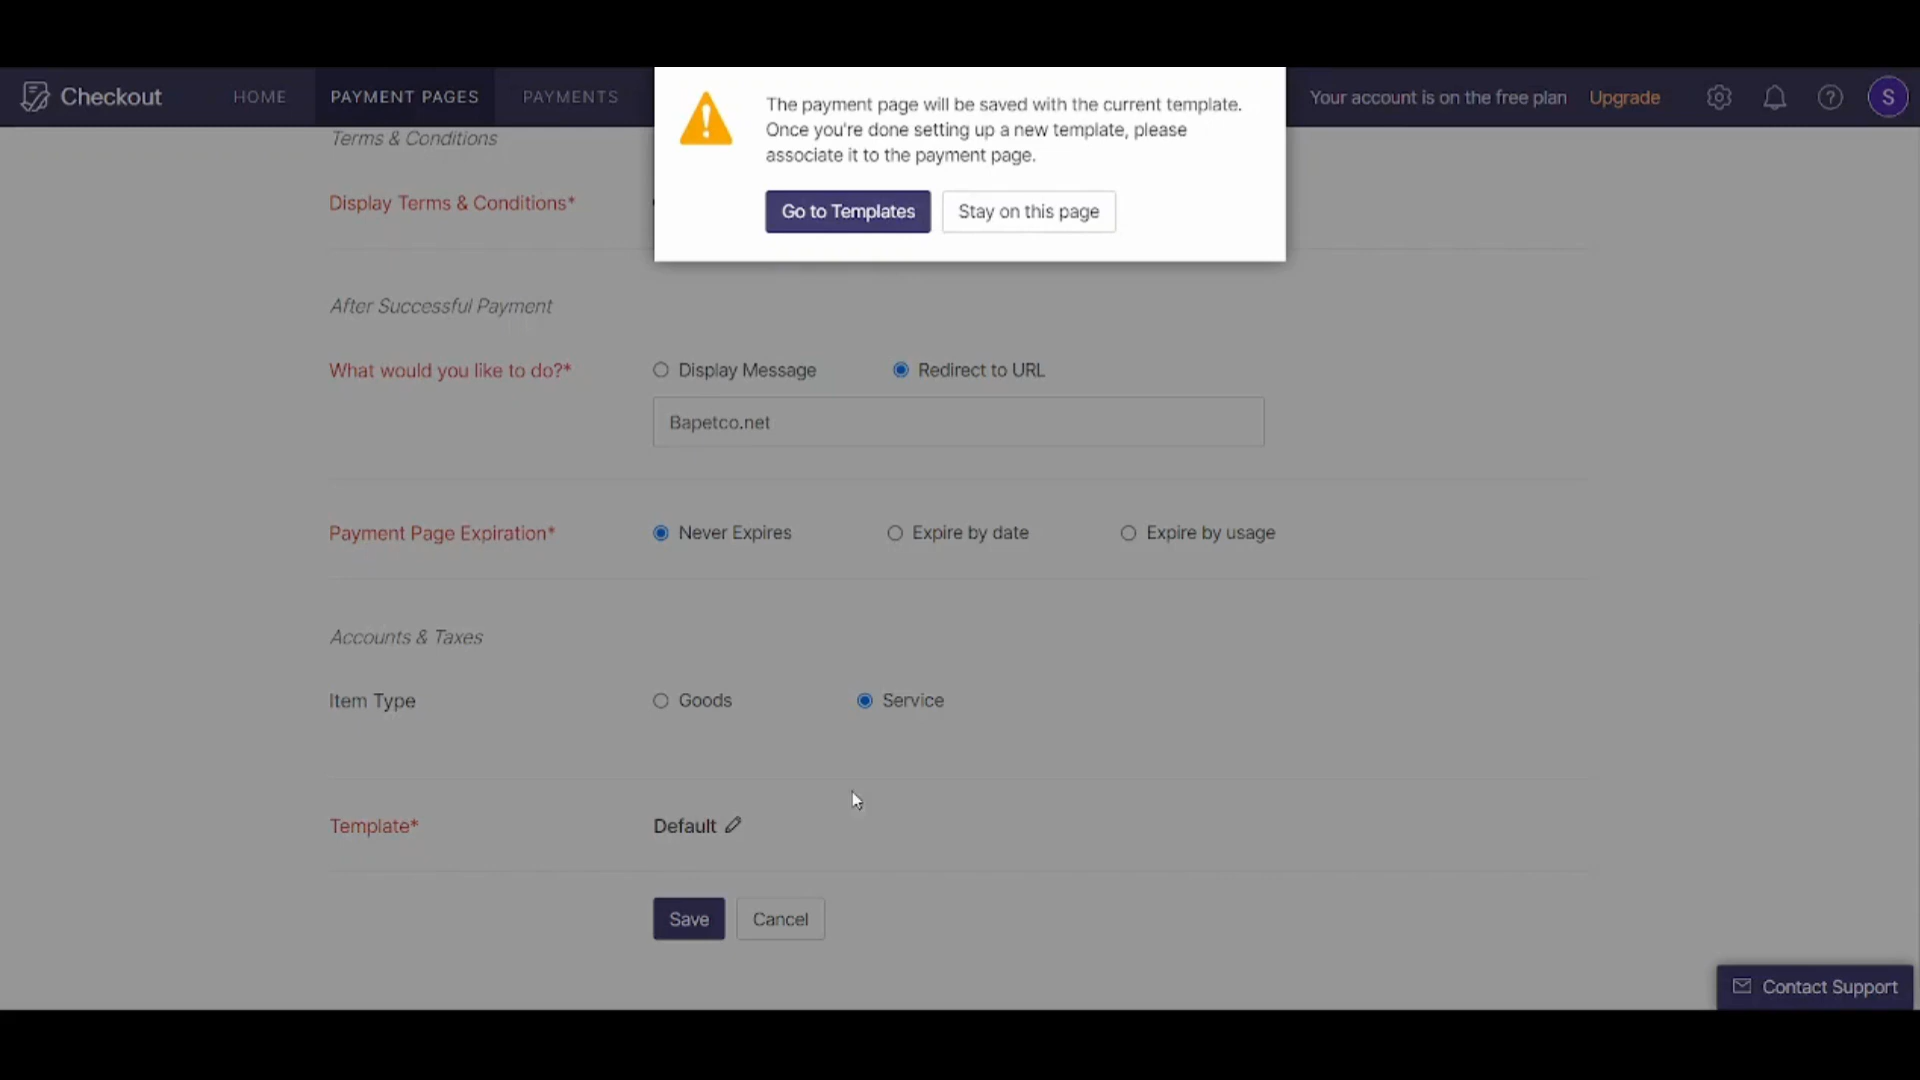 Checkout
HOME
PAYMENT PAGES
PAYMENTS
Your account is on the free plan
Upgrade
S
The payment page will be saved with the current template.
Once you're done setting up a new template, please
associate it to the payment page.
Go to Templates
Stay on this page
Terms & Conditions
Display Terms & Conditions*
After Successful Payment
What would you like to do?*
Display Message
Redirect to URL
Bapetco.net
Payment Page Expiration*
Never Expires
Expire by date
Expire by usage
Accounts & Taxes
Item Type
Goods
Service
Template*
Default
Save
Cancel
Contact Support